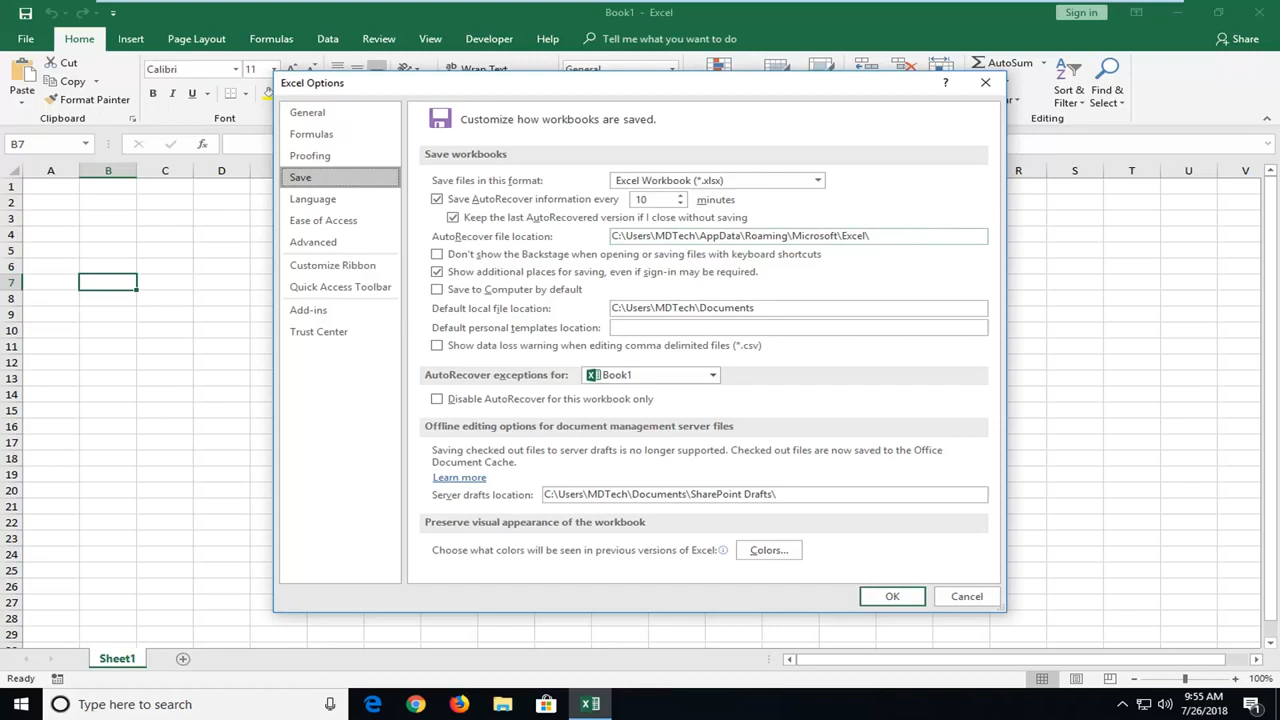 Book1 - Excel
Sign in
File Home Insert Page Layout Formulas Data Review View Developer Help Tell me what you want to do Share
Cut
Copy
Format Painter
Paste
Clipboard
Calibri 11
B I U
Font
Wrap Text
General
AutoSum
Sort &
Filter
Find &
Select
Editing
B7
fx
A B C D R S T U V
1
2
3
4
5
6
7
8
9
10
11
12
13
14
15
16
17
18
19
20
21
22
23
24
25
26
27
28
29
Excel Options ?
General
Formulas
Proofing
Save
Language
Ease of Access
Advanced
Customize Ribbon
Quick Access Toolbar
Add-ins
Trust Center
Customize how workbooks are saved.
Save workbooks
Save files in this format: Excel Workbook (*.xlsx)
Save AutoRecover information every 10 minutes
Keep the last AutoRecovered version if I close without saving
AutoRecover file location: C:\Users\MDTech\AppData\Roaming\Microsoft\Excel\
Don't show the Backstage when opening or saving files with keyboard shortcuts
Show additional places for saving, even if sign-in may be required.
Save to Computer by default
Default local file location: C:\Users\MDTech\Documents
Default personal templates location:
Show data loss warning when editing comma delimited files (*.csv)
AutoRecover exceptions for: Book1
Disable AutoRecover for this workbook only
Offline editing options for document management server files
Saving checked out files to server drafts is no longer supported. Checked out files are now saved to the Office
Document Cache.
Learn more
Server drafts location: C:\Users\MDTech\Documents\SharePoint Drafts\
Preserve visual appearance of the workbook
Choose what colors will be seen in previous versions of Excel: Colors...
OK Cancel
Sheet1
Ready 100%
Type here to search
9:55 AM
7/26/2018
1